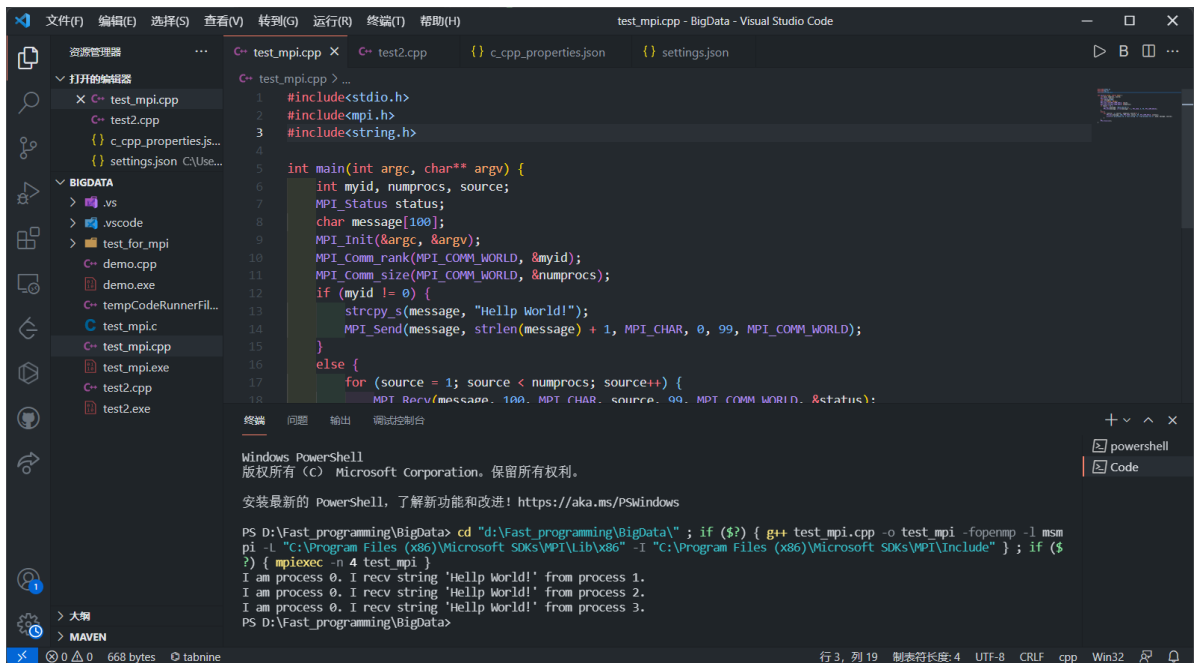 文件(F) 编辑(E) 选择(S) 查看(V) 转到(G) 运行(R) 终端(T) 帮助(H) test_mpi.cpp - BigData - Visual Studio Code
资源管理器 ···
打开的编辑器
C++ test_mpi.cpp
C++ test2.cpp
{} c_cpp_properties.js...
{} settings.json C:\Use...
BIGDATA
.vs
.vscode
test_for_mpi
C++ demo.cpp
demo.exe
C++ tempCodeRunnerFil...
C test_mpi.c
C++ test_mpi.cpp
test_mpi.exe
C++ test2.cpp
test2.exe
大纲
MAVEN
C++ test_mpi.cpp C++ test2.cpp {} c_cpp_properties.json {} settings.json B ···
C++ test_mpi.cpp > ...
1 #include<stdio.h>
2 #include<mpi.h>
3 #include<string.h>
4
5 int main(int argc, char** argv) {
6 int myid, numprocs, source;
7 MPI_Status status;
8 char message[100];
9 MPI_Init(&argc, &argv);
10 MPI_Comm_rank(MPI_COMM_WORLD, &myid);
11 MPI_Comm_size(MPI_COMM_WORLD, &numprocs);
12 if (myid != 0) {
13 strcpy_s(message, "Hellp World!");
14 MPI_Send(message, strlen(message) + 1, MPI_CHAR, 0, 99, MPI_COMM_WORLD);
15 }
16 else {
17 for (source = 1; source < numprocs; source++) {
18 MPI_Recv(message, 100, MPI_CHAR, source, 99, MPI_COMM_WORLD, &status);
终端 问题 输出 调试控制台
powershell
Code
Windows PowerShell
版权所有（C） Microsoft Corporation。保留所有权利。
安装最新的 PowerShell，了解新功能和改进！https://aka.ms/PSWindows
PS D:\Fast_programming\BigData> cd "d:\Fast_programming\BigData\" ; if ($?) { g++ test_mpi.cpp -o test_mpi -fopenmp -l msm
pi -L "C:\Program Files (x86)\Microsoft SDKs\MPI\Lib\x86" -I "C:\Program Files (x86)\Microsoft SDKs\MPI\Include" } ; if ($
?) { mpiexec -n 4 test_mpi }
I am process 0. I recv string 'Hellp World!' from process 1.
I am process 0. I recv string 'Hellp World!' from process 2.
I am process 0. I recv string 'Hellp World!' from process 3.
PS D:\Fast_programming\BigData>
1
0 0 668 bytes tabnine 行 3，列 19 制表符长度: 4 UTF-8 CRLF cpp Win32